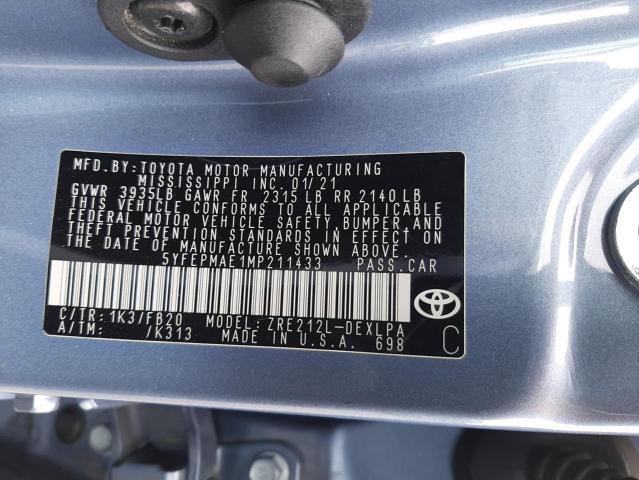 MFD.BY:TOYOTA MOTOR MANUFACTURING
MISSISSIPPI INC. 01/21
GVWR 3935LB GAWR FR 2315 LB RR 2140 LB
THIS VEHICLE CONFORMS TO ALL APPLICABLE
FEDERAL MOTOR VEHICLE SAFETY, BUMPER, AND
THEFT PREVENTION STANDARDS IN EFFECT ON
THE DATE OF MANUFACTURE SHOWN ABOVE.
5YFEPMAE1MP211433 PASS.CAR
C/TR: 1K3/FB20 MODEL: ZRE212L-DEXLPA
A/TM: /K313 MADE IN U.S.A. 698
TOYOTA
C